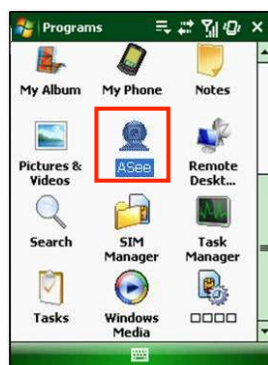 Programs
My Album
My Phone
Notes
Pictures &
Videos
ASee
Remote
Deskt...
Search
SIM
Manager
Task
Manager
Tasks
Windows
Media
□□□□